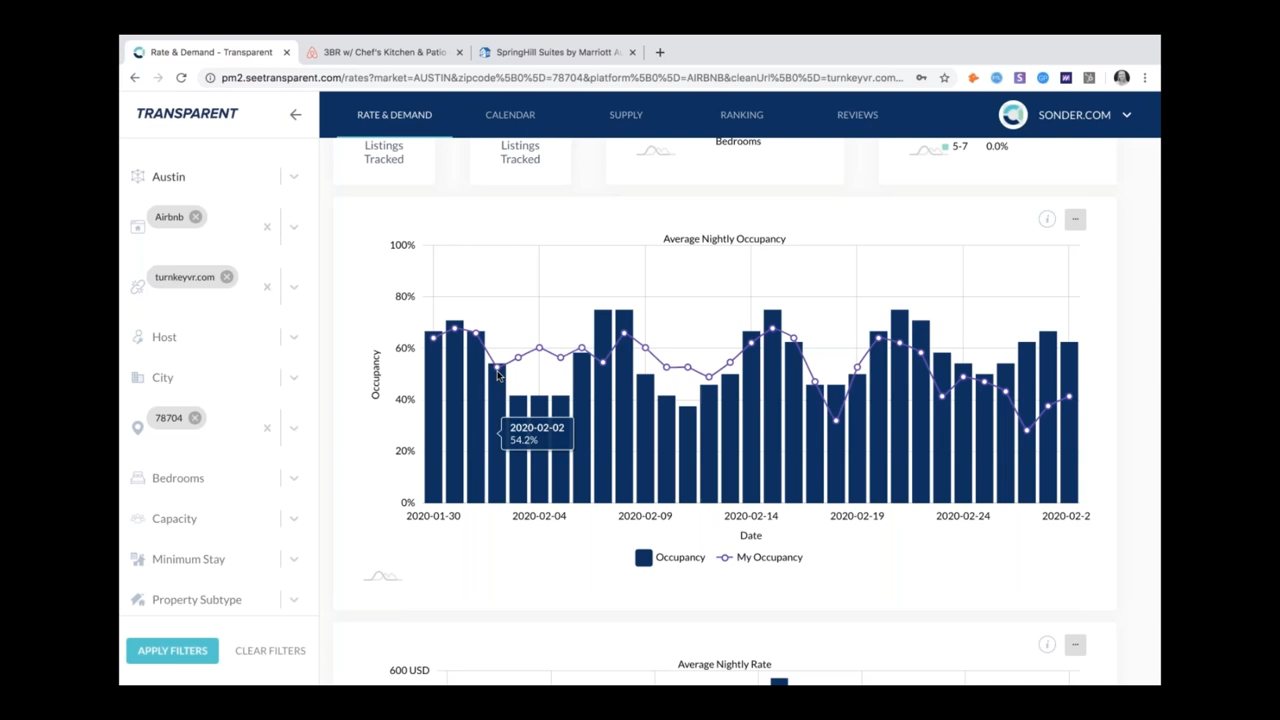 Rate & Demand - Transparent
3BR w/ Chef's Kitchen & Patio
SpringHill Suites by Marriott Au
pm2.seetransparent.com/rates?market=AUSTIN&zipcode%5B0%5D=78704&platform%5B0%5D=AIRBNB&cleanUrl%5B0%5D=turnkeyvr.com...
TRANSPARENT
RATE & DEMAND
CALENDAR
SUPPLY
RANKING
REVIEWS
SONDER.COM
Austin
Airbnb
turnkeyvr.com
Host
City
78704
Bedrooms
Capacity
Minimum Stay
Property Subtype
APPLY FILTERS
CLEAR FILTERS
Listings
Tracked
Listings
Tracked
Bedrooms
5-7 0.0%
Average Nightly Occupancy
100%
80%
60%
40%
20%
0%
Occupancy
2020-02-02
54.2%
2020-01-30
2020-02-04
2020-02-09
2020-02-14
2020-02-19
2020-02-24
2020-02-2
Date
Occupancy
My Occupancy
Average Nightly Rate
600 USD